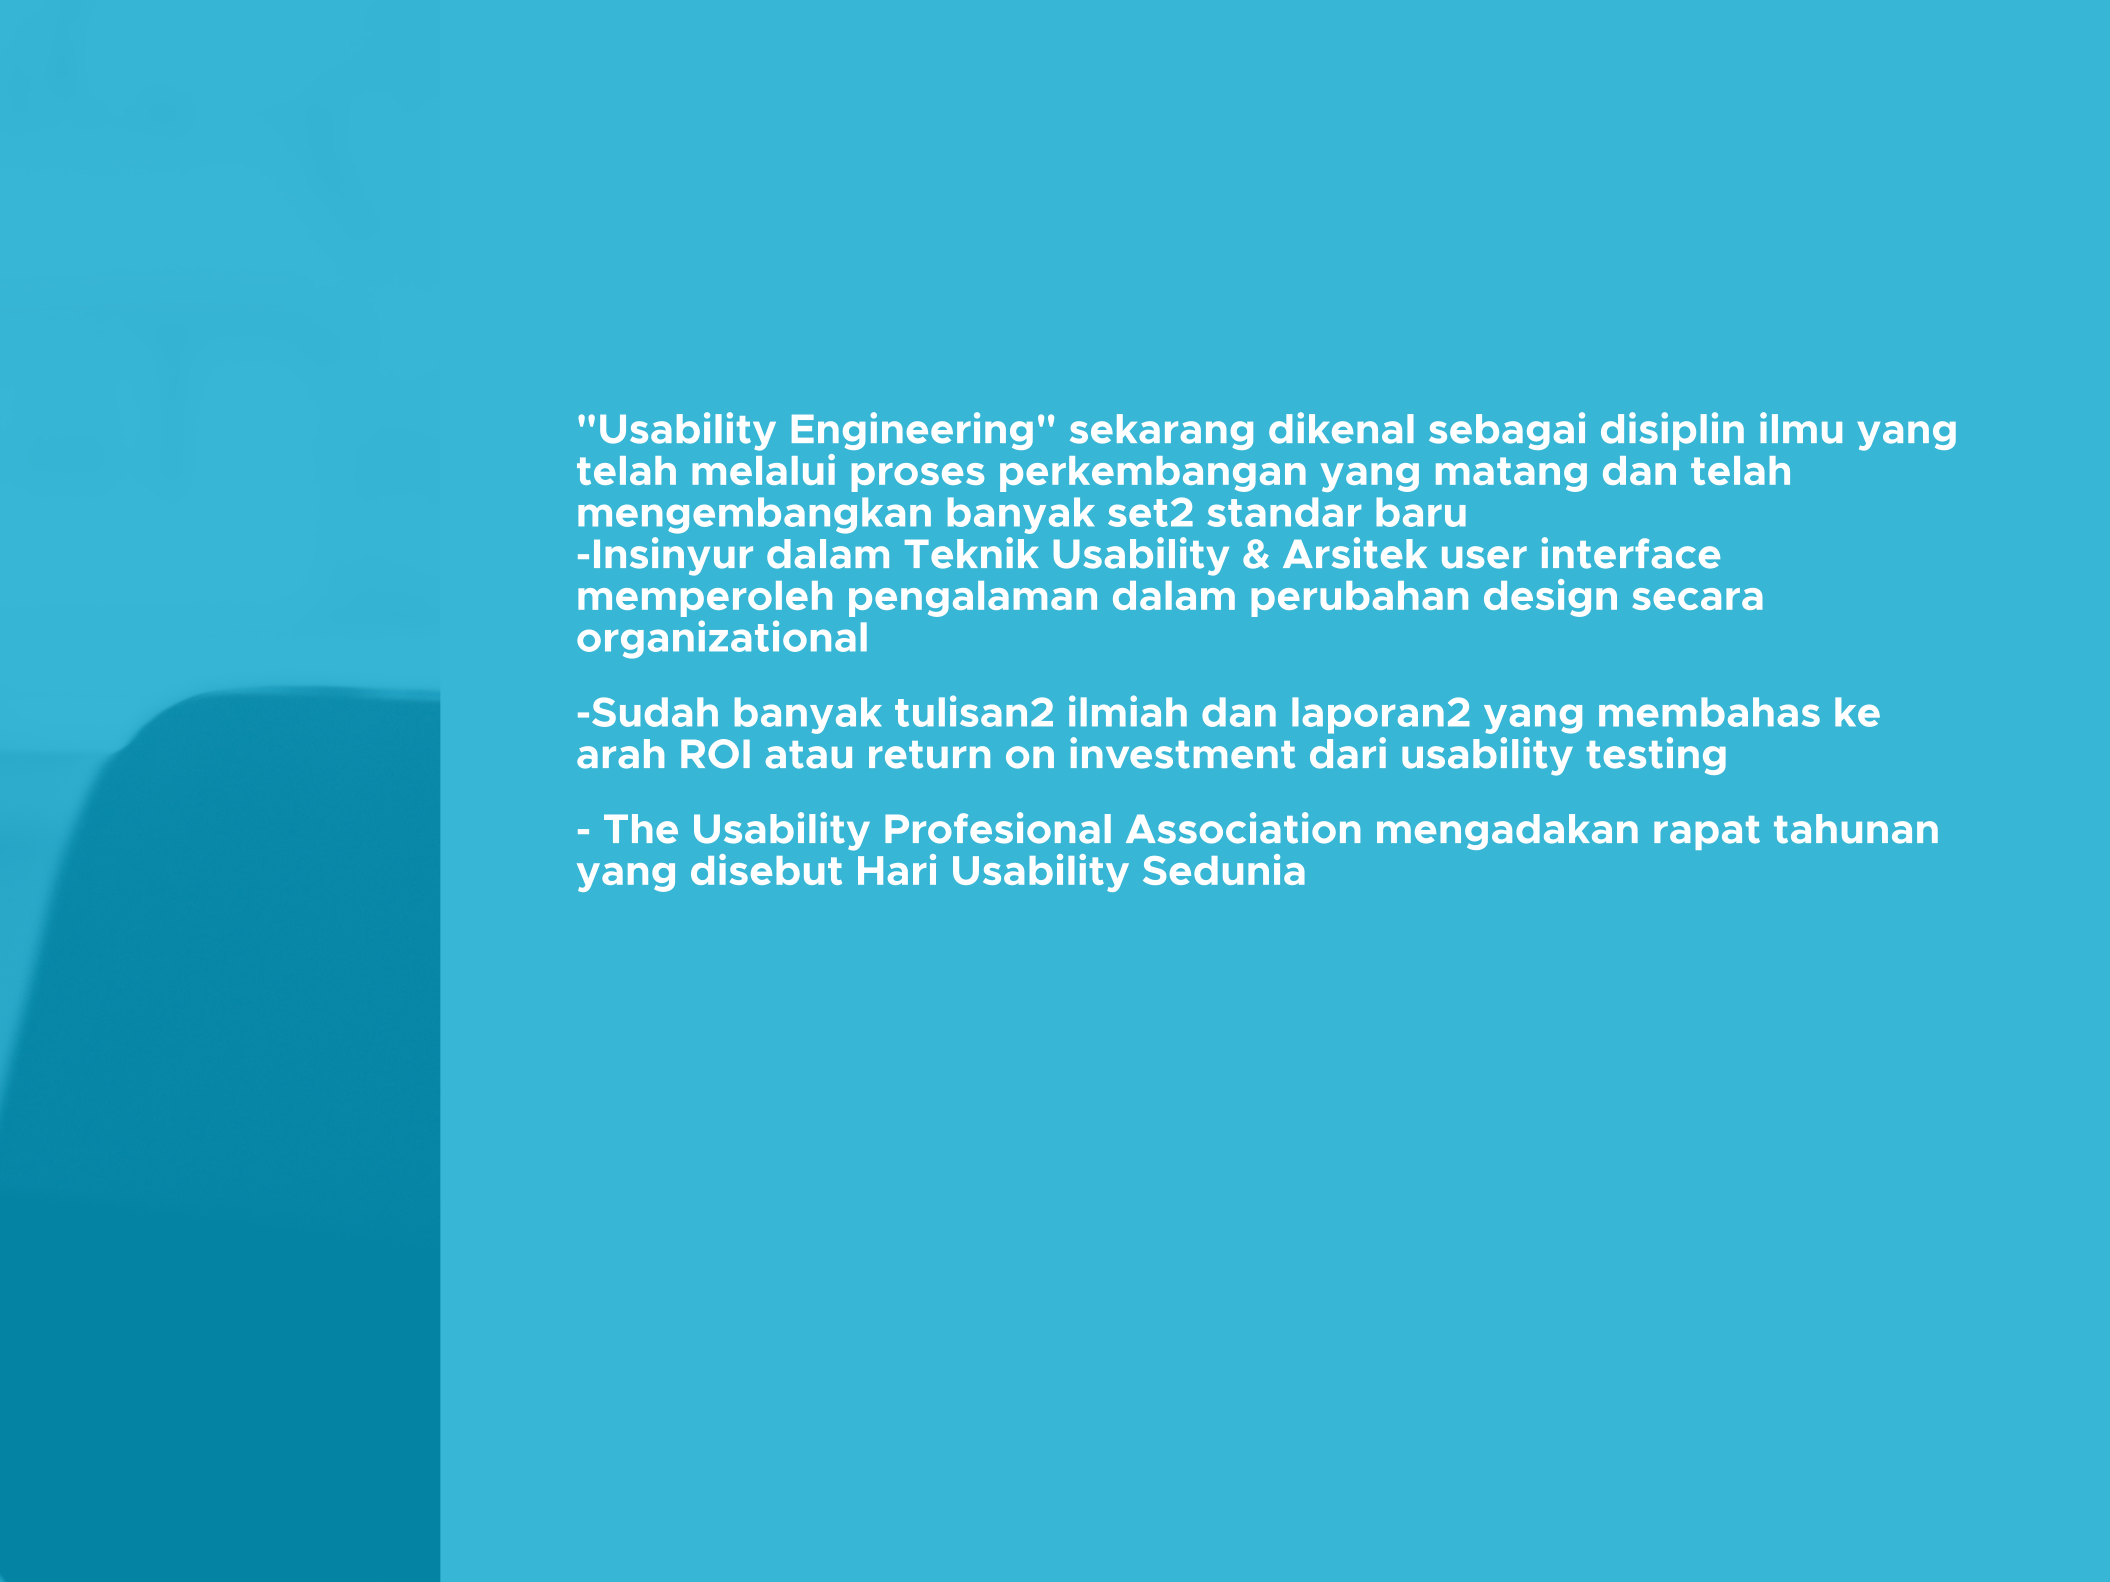 "Usability Engineering" sekarang dikenal sebagai disiplin ilmu yang
telah melalui proses perkembangan yang matang dan telah
mengembangkan banyak set2 standar baru
-Insinyur dalam Teknik Usability & Arsitek user interface
memperoleh pengalaman dalam perubahan design secara
organizational
-Sudah banyak tulisan2 ilmiah dan laporan2 yang membahas ke
arah ROI atau return on investment dari usability testing
- The Usability Profesional Association mengadakan rapat tahunan
yang disebut Hari Usability Sedunia